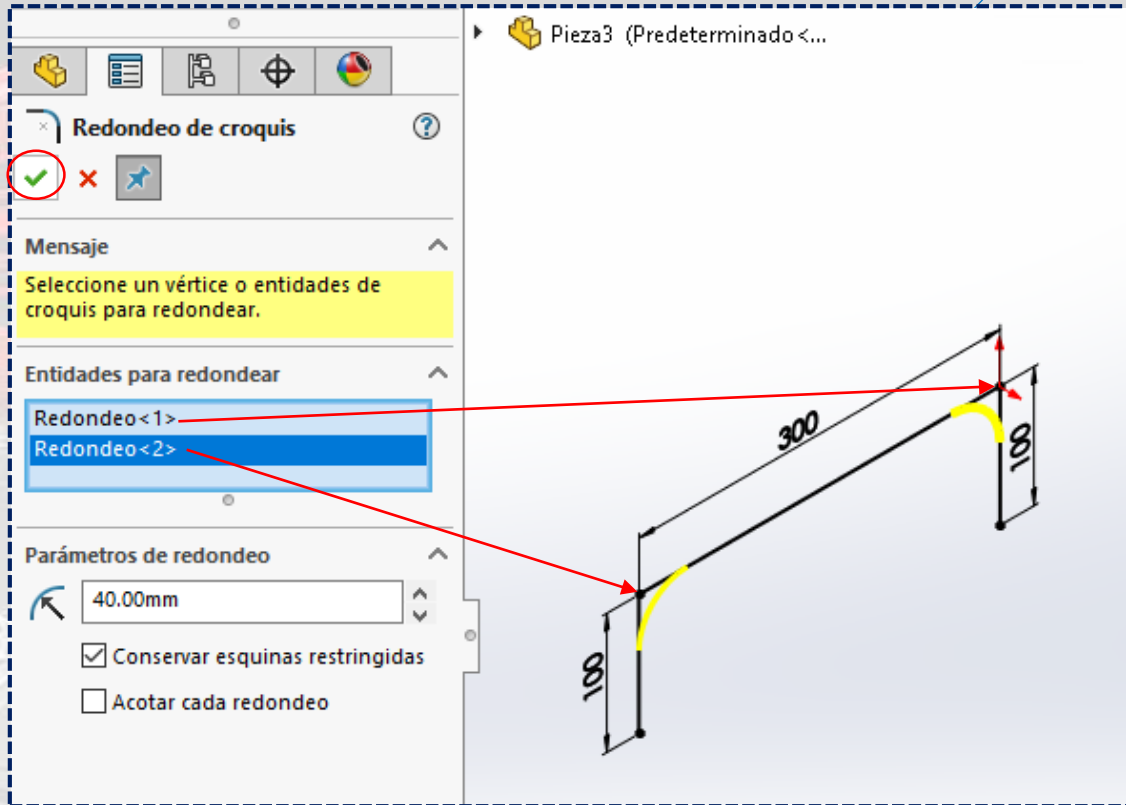 Pieza3 (Predeterminado<...
Redondeo de croquis
Mensaje
Seleccione un vértice o entidades de
croquis para redondear.
Entidades para redondear
Redondeo<1>
Redondeo<2>
Parámetros de redondeo
40.00mm
Conservar esquinas restringidas
Acotar cada redondeo
300
100
100